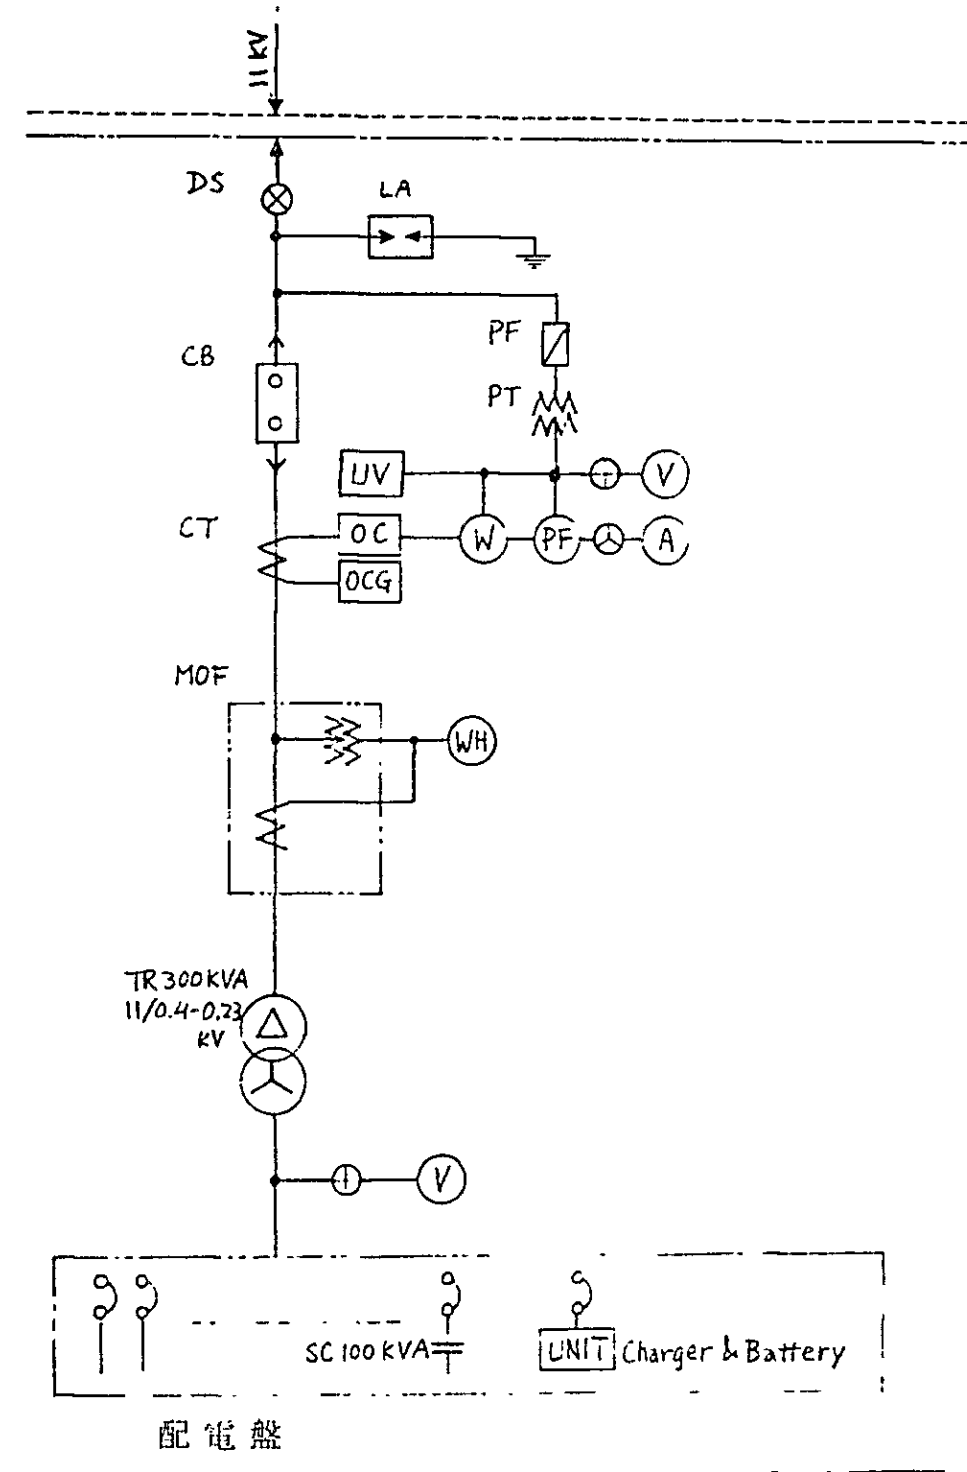 11 KV
DS
LA
PF
CB
PT
UV
V
CT
OC
W
PF
A
OCG
MOF
WH
TR 300 KVA
11/0.4-0.23
KV
V
SC 100 KVA
UNIT Charger & Battery
配電盤